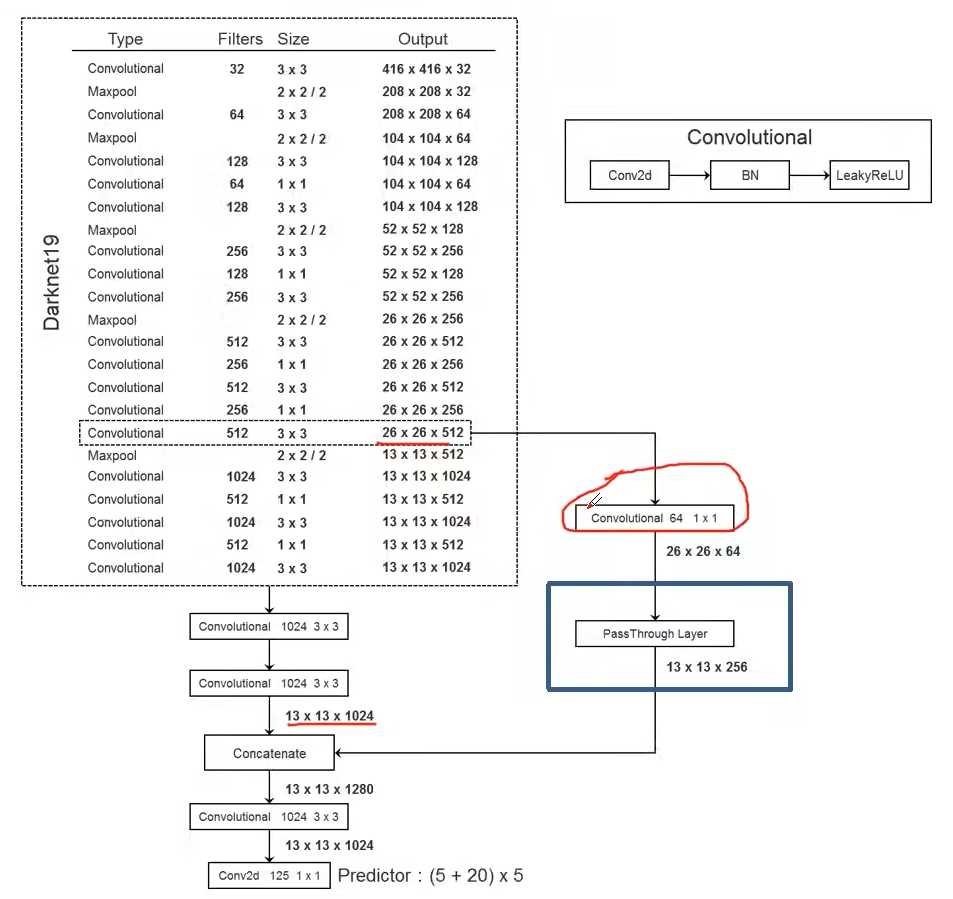 Type Filters Size Output
Convolutional 32 3 x 3 416 x 416 x 32
Maxpool 2 x 2 / 2 208 x 208 x 32
Convolutional 64 3 x 3 208 x 208 x 64
Maxpool 2 x 2 / 2 104 x 104 x 64
Convolutional 128 3 x 3 104 x 104 x 128
Convolutional 64 1 x 1 104 x 104 x 64
Convolutional 128 3 x 3 104 x 104 x 128
Maxpool 2 x 2 / 2 52 x 52 x 128
Convolutional 256 3 x 3 52 x 52 x 256
Convolutional 128 1 x 1 52 x 52 x 128
Convolutional 256 3 x 3 52 x 52 x 256
Maxpool 2 x 2 / 2 26 x 26 x 256
Convolutional 512 3 x 3 26 x 26 x 512
Convolutional 256 1 x 1 26 x 26 x 256
Convolutional 512 3 x 3 26 x 26 x 512
Convolutional 256 1 x 1 26 x 26 x 256
Convolutional 512 3 x 3 26 x 26 x 512
Maxpool 2 x 2 / 2 13 x 13 x 512
Convolutional 1024 3 x 3 13 x 13 x 1024
Convolutional 512 1 x 1 13 x 13 x 512
Convolutional 1024 3 x 3 13 x 13 x 1024
Convolutional 512 1 x 1 13 x 13 x 512
Convolutional 1024 3 x 3 13 x 13 x 1024
Darknet19
Convolutional
Conv2d BN LeakyReLU
Convolutional 64 1 x 1
26 x 26 x 64
PassThrough Layer
13 x 13 x 256
Convolutional 1024 3 x 3
Convolutional 1024 3 x 3
13 x 13 x 1024
Concatenate
13 x 13 x 1280
Convolutional 1024 3 x 3
13 x 13 x 1024
Conv2d 125 1 x 1 Predictor : (5 + 20) x 5